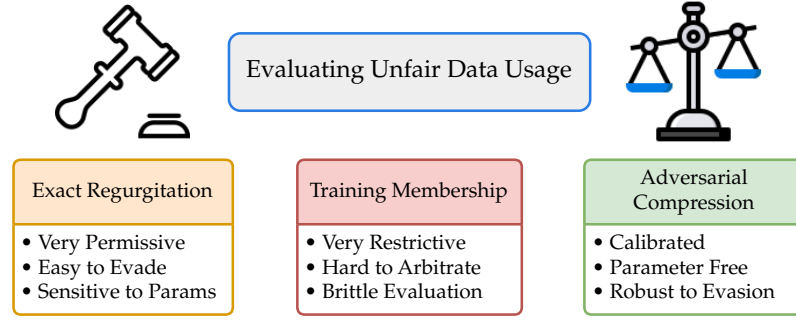 Evaluating Unfair Data Usage
Exact Regurgitation
• Very Permissive
• Easy to Evade
• Sensitive to Params
Training Membership
• Very Restrictive
• Hard to Arbitrate
• Brittle Evaluation
Adversarial
Compression
• Calibrated
• Parameter Free
• Robust to Evasion